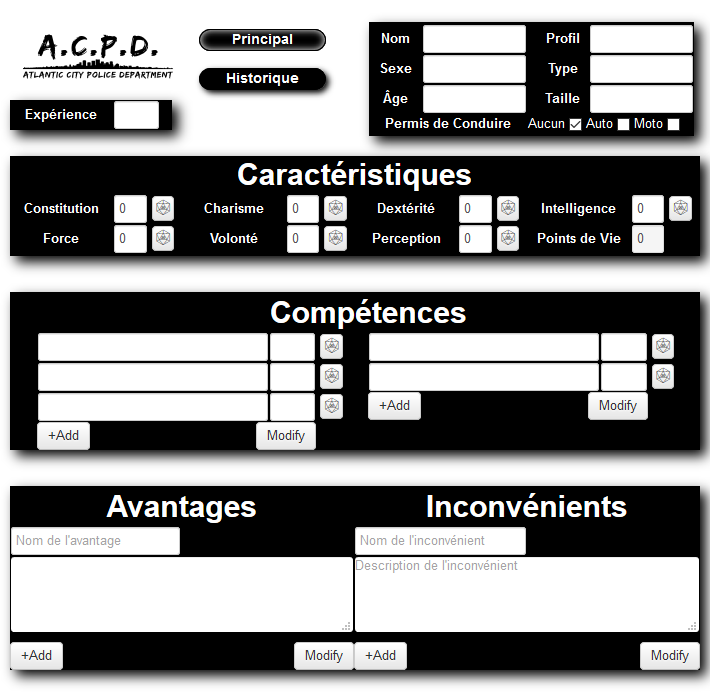 A.C.P.D.
ATLANTIC CITY POLICE DEPARTMENT
Principal
Historique
Expérience
Nom Profil
Sexe Type
Âge Taille
Permis de Conduire Aucun Auto Moto
Caractéristiques
Constitution 0 Charisme 0 Dextérité 0 Intelligence 0
Force 0 Volonté 0 Perception 0 Points de Vie 0
Compétences
+Add Modify
+Add Modify
Avantages Inconvénients
Nom de l'avantage Nom de l'inconvénient
Description de l'inconvénient
+Add Modify +Add Modify